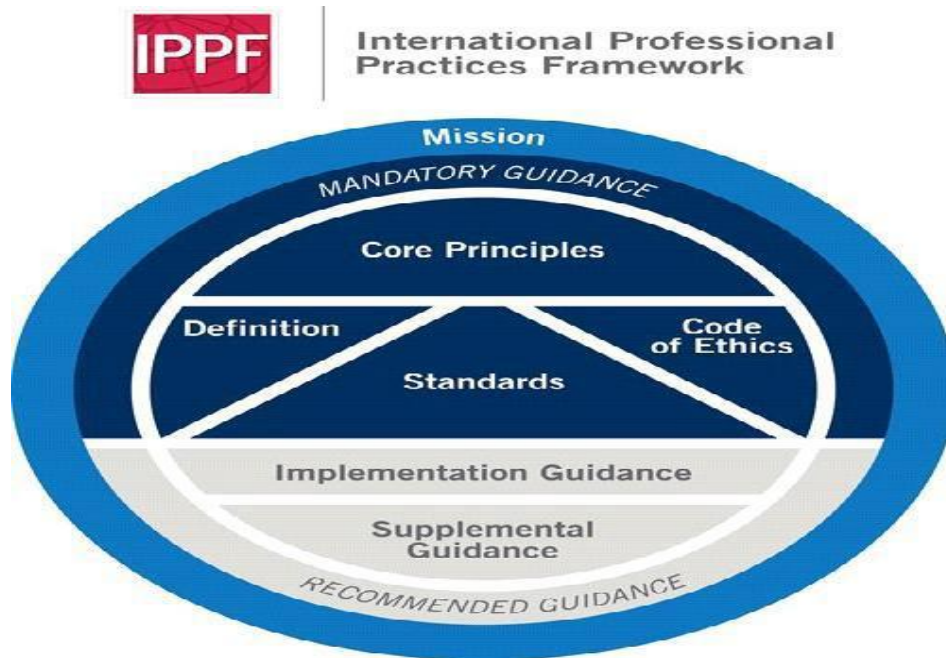 IPPF
International Professional
Practices Framework
Mission
MANDATORY GUIDANCE
Core Principles
Definition
Code
of Ethics
Standards
Implementation Guidance
Supplemental
Guidance
RECOMMENDED GUIDANCE